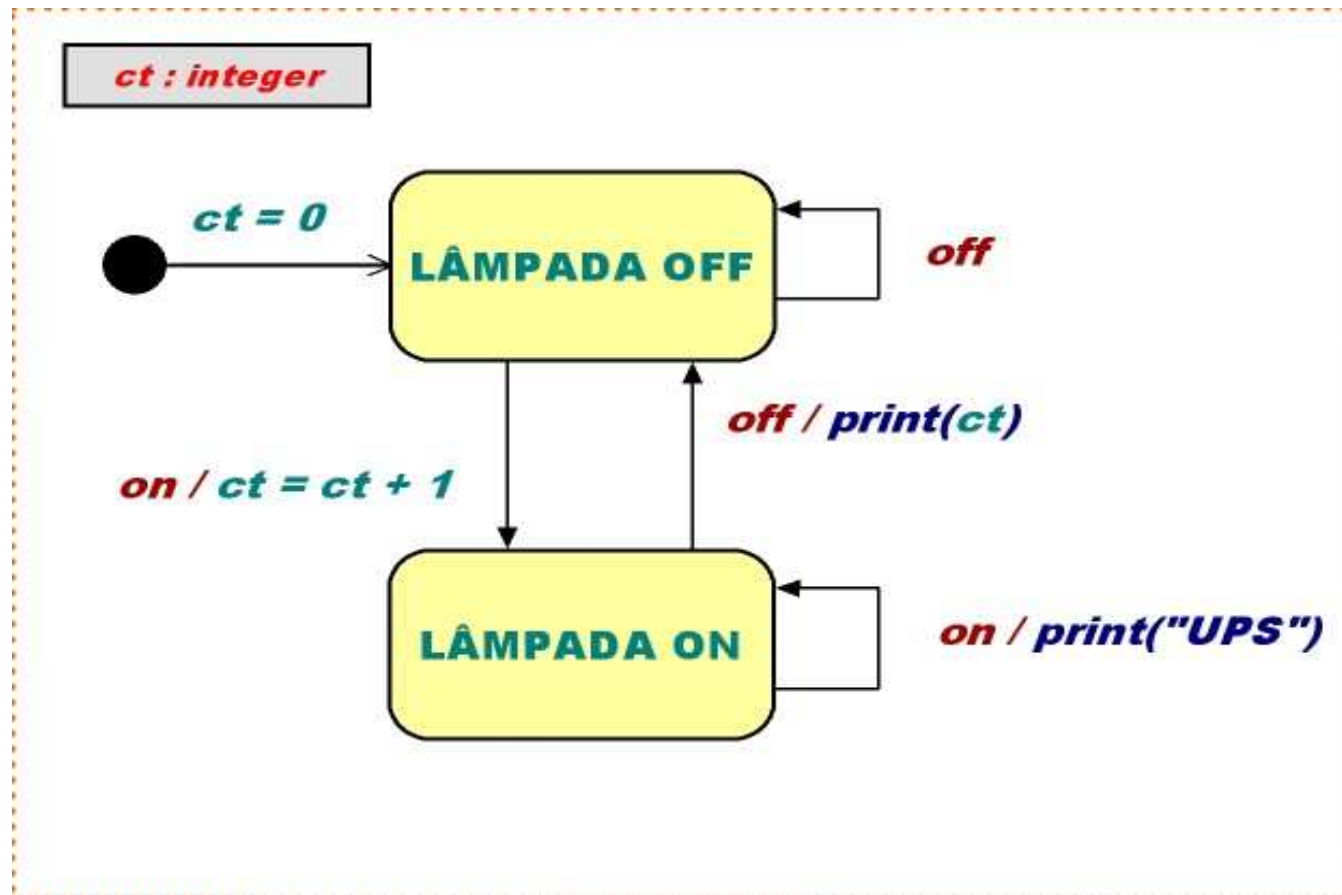 ct : integer
ct = 0
LÂMPADA OFF
off
off / print(ct)
on / ct = ct + 1
LÂMPADA ON
on / print("UPS")